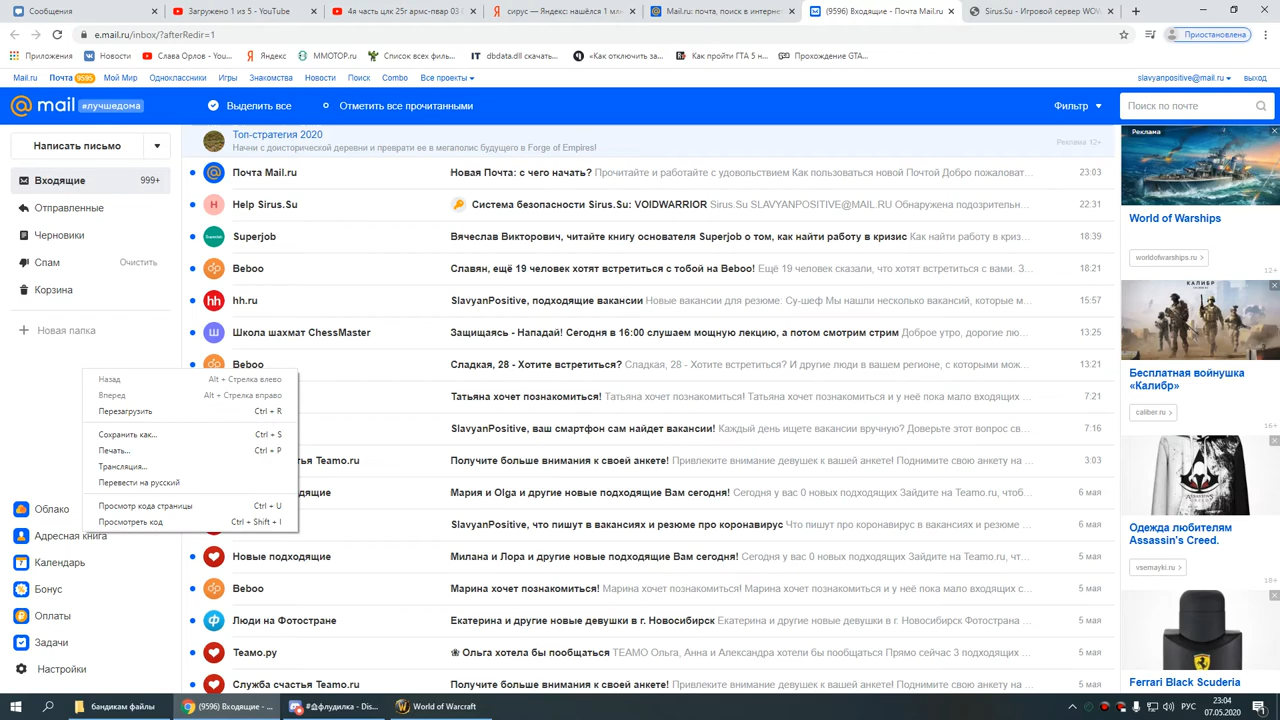 Сообщения
Загружено 1 из 5 - YouTube
4я часть цлк 25г армс-пвар 03
сирус — Яндекс: нашёлся 1 мл
Mail.ru: почта, поиск в интерне
(9595) Входящие - Почта Mail.ru
Sirus.Su - Игровой сервер WOW
e.mail.ru/inbox/?afterRedir=1
Приостановлена
Приложения
Новости
Слава Орлов - You...
Яндекс
MMOTOP.ru
Список всех филь...
IT dbdata.dll скачать...
«Как отключить за...
Как пройти ГТА 5 н...
Прохождение GTA...
Mail.ru Почта 9595 Мой Мир Одноклассники Игры Знакомства Новости Поиск Combo Все проекты
slavyanpositive@mail.ru выход
@mail #лучшедома
Выделить все
Отметить все прочитанными
Фильтр
Поиск по почте
Написать письмо
Входящие 999+
Отправленные
Черновики
Спам Очистить
Корзина
Новая папка
Топ-стратегия 2020
Начни с доисторической деревни и преврати ее в мегаполис будущего в Forge of Empires!
Реклама 12+
Почта Mail.ru Новая Почта: с чего начать? Прочитайте и работайте с удовольствием Как пользоваться новой Почтой Добро пожаловат... 23:03
Н Help Sirus.Su Система безопасности Sirus.Su: VOIDWARRIOR Sirus.Su SLAVYANPOSITIVE@MAIL.RU Обнаружена подозрительн... 22:31
Superjob Вячеслав Викторович, читайте книгу основателя Superjob о том, как найти работу в кризис Как найти работу в криз... 18:39
Beboo Славян, ещё 19 человек хотят встретиться с тобой на Beboo! Ещё 19 человек сказали, что хотят встретиться с вами. З... 18:21
hh hh.ru SlavyanPositive, подходящие вакансии Новые вакансии для резюме: Су-шеф Мы нашли несколько вакансий, которые м... 15:57
Ш Школа шахмат ChessMaster Защищаясь - Нападай! Сегодня в 16:00 слушаем мощную лекцию, а потом смотрим стрим Доброе утро, дорогие лю... 13:25
Beboo Сладкая, 28 - Хотите встретиться? Сладкая, 28 - Хотите встретиться? И другие люди в вашем регионе, с которыми мож... 13:21
Татьяна хочет познакомиться! Татьяна хочет познакомиться! Татьяна хочет познакомиться и у неё пока мало входящ... 7:21
SlavyanPositive, ваш смартфон сам найдет вакансии! Каждый день ищете вакансии вручную? Доверьте этот вопрос св... 7:16
стья Teamo.ru Получите больше внимания к своей анкете! Привлеките внимание девушек к вашей анкете! Поднимите свою анкету на ... 3:03
дящие Мария и Olga и другие новые подходящие Вам сегодня! Сегодня у вас 0 новых подходящих Зайдите на Teamo.ru, чтоб... 6 мая
SlavyanPositive, что пишут в вакансиях и резюме про коронавирус Что пишут про коронавирус в вакансиях и резюме ... 6 мая
Новые подходящие Милана и Лора и другие новые подходящие Вам сегодня! Сегодня у вас 0 новых подходящих Зайдите на Teamo.ru, чт... 5 мая
Beboo Марина хочет познакомиться! Марина хочет познакомиться! Марина хочет познакомиться и у неё пока мало входящих с... 5 мая
Люди на Фотостране Екатерина и другие новые девушки в г. Новосибирск Екатерина и другие новые девушки в г. Новосибирск Фотострана ... 5 мая
Теамо.ру Ольга хотела бы пообщаться ТЕАМО Ольга, Анна и Александра хотели бы пообщаться Прямо сейчас 3 подходящих ... 5 мая
Служба счастья Teamo.ru Получите больше внимания к своей анкете! Привлеките внимание девушек к вашей анкете! Поднимите свою анкету на ... 5 мая
Назад Alt + Стрелка влево
Вперед Alt + Стрелка вправо
Перезагрузить Ctrl + R
Сохранить как... Ctrl + S
Печать... Ctrl + P
Трансляция...
Перевести на русский
Просмотр кода страницы Ctrl + U
Просмотреть код Ctrl + Shift + I
Облако
Адресная книга
Календарь
Бонус
Оплаты
Задачи
Настройки
Реклама
World of Warships
worldofwarships.ru
12+
КАЛИБР
Бесплатная войнушка
«Калибр»
caliber.ru
16+
Одежда любителям
Assassin's Creed.
vsemayki.ru
18+
Ferrari Black Scuderia
бандикам файлы
(9596) Входящие - ...
#ДФлудилка - Dis...
World of Warcraft
РУС
23:04
07.05.2020
1